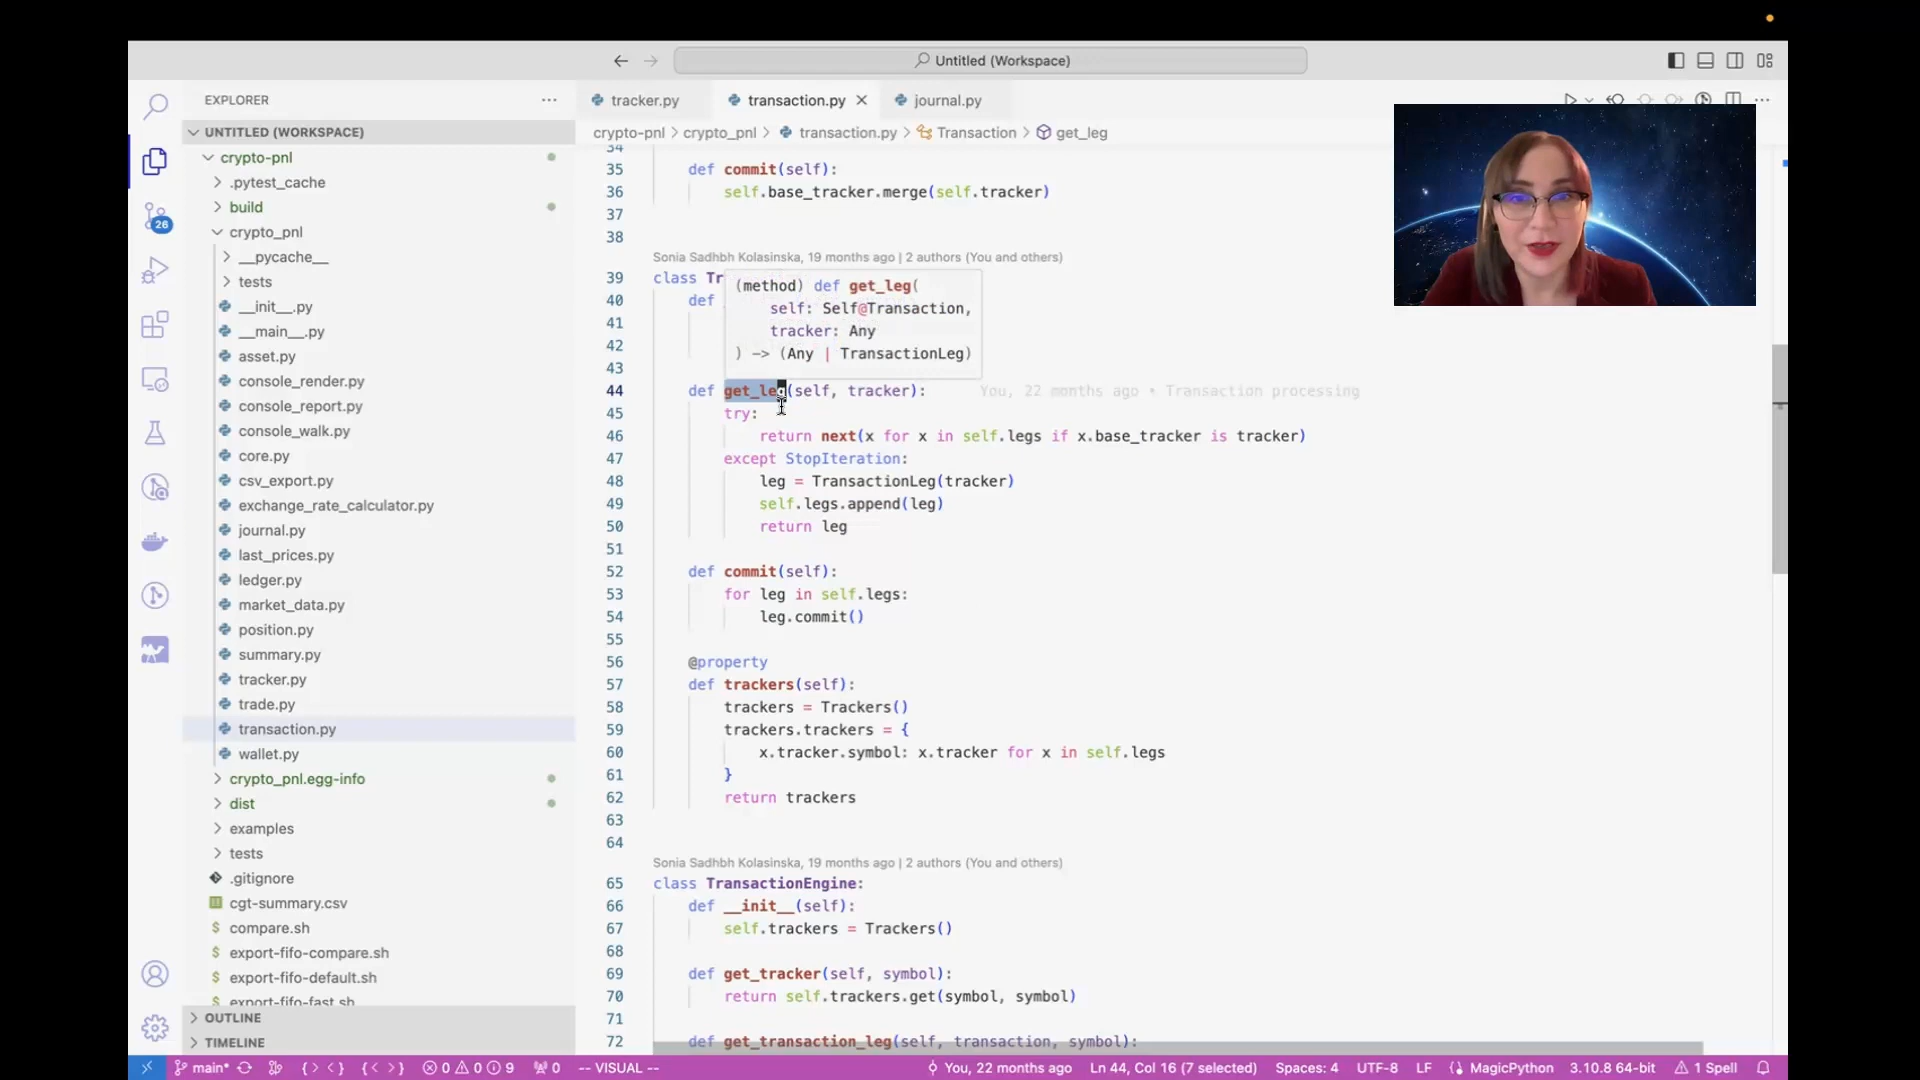 Untitled (Workspace)
EXPLORER
UNTITLED (WORKSPACE)
crypto-pnl
.pytest_cache
build
crypto_pnl
__pycache__
tests
__init__.py
__main__.py
asset.py
console_render.py
console_report.py
console_walk.py
core.py
csv_export.py
exchange_rate_calculator.py
journal.py
last_prices.py
ledger.py
market_data.py
position.py
summary.py
tracker.py
trade.py
transaction.py
wallet.py
crypto_pnl.egg-info
dist
examples
tests
.gitignore
cgt-summary.csv
compare.sh
export-fifo-compare.sh
export-fifo-default.sh
export-fifo-fast.sh
OUTLINE
TIMELINE
26
tracker.py transaction.py journal.py
crypto-pnl > crypto_pnl > transaction.py > Transaction > get_leg
34
35 def commit(self):
36 self.base_tracker.merge(self.tracker)
37
38
Sonia Sadhbh Kolasinska, 19 months ago | 2 authors (You and others)
39 class Tr
40 def
41
42
43
(method) def get_leg(
self: Self@Transaction,
tracker: Any
) -> (Any | TransactionLeg)
44 def get_leg(self, tracker): You, 22 months ago • Transaction processing
45 try:
46 return next(x for x in self.legs if x.base_tracker is tracker)
47 except StopIteration:
48 leg = TransactionLeg(tracker)
49 self.legs.append(leg)
50 return leg
51
52 def commit(self):
53 for leg in self.legs:
54 leg.commit()
55
56 @property
57 def trackers(self):
58 trackers = Trackers()
59 trackers.trackers = {
60 x.tracker.symbol: x.tracker for x in self.legs
61 }
62 return trackers
63
64
Sonia Sadhbh Kolasinska, 19 months ago | 2 authors (You and others)
65 class TransactionEngine:
66 def __init__(self):
67 self.trackers = Trackers()
68
69 def get_tracker(self, symbol):
70 return self.trackers.get(symbol, symbol)
71
72 def get_transaction_leg(self, transaction, symbol):
main* 0 0 9 0 -- VISUAL -- You, 22 months ago Ln 44, Col 16 (7 selected) Spaces: 4 UTF-8 LF MagicPython 3.10.8 64-bit 1 Spell